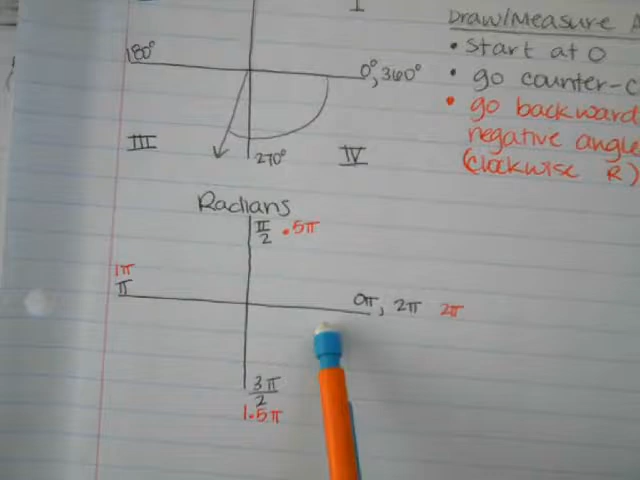 I
180°
0°, 360°
270°
III
IV
Draw/Measure
• start at 0
• go counter-c
• go backward
negative angle
(clockwise R)
Radians
π/2 .5π
1π
π
0π, 2π 2π
3π/2
1.5π